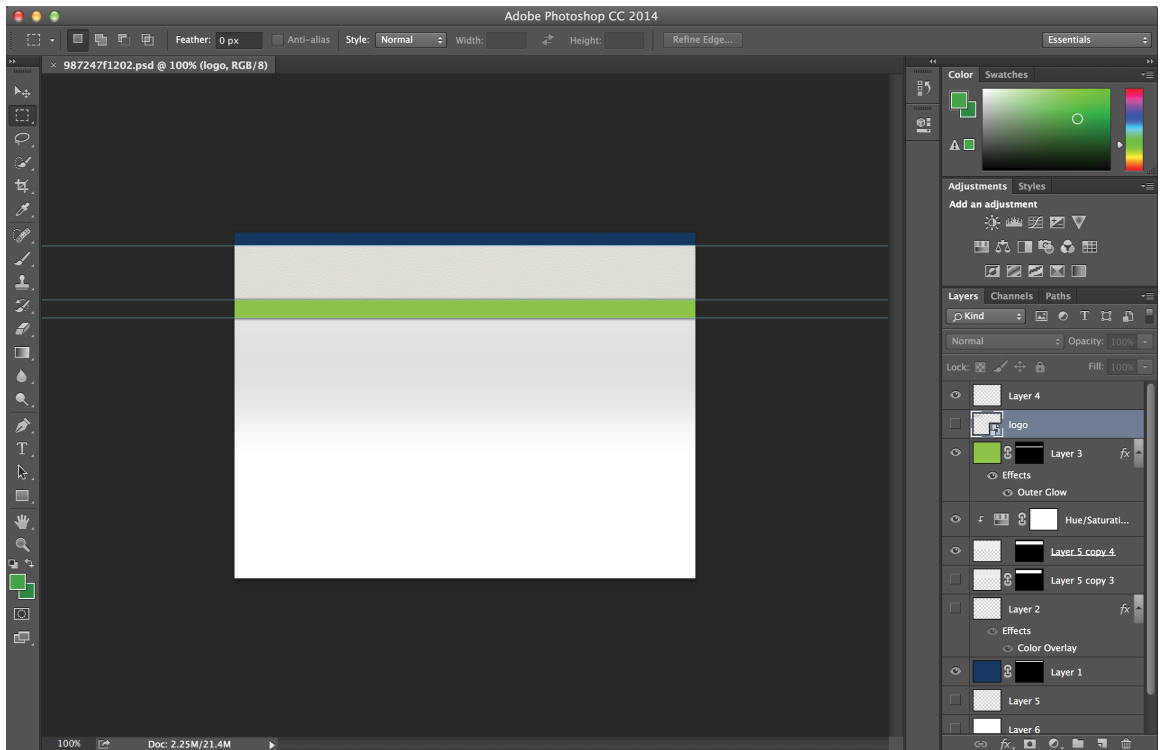 Adobe Photoshop CC 2014
Feather: 0 px Anti-alias Style: Normal Width: Height: Refine Edge... Essentials
× 987247f1202.psd @ 100% (logo, RGB/8)
Color Swatches
Adjustments Styles
Add an adjustment
Layers Channels Paths
Kind T
Normal Opacity: 100%
Lock: Fill: 100%
Layer 4
logo
Layer 3 fx
Effects
Outer Glow
Hue/Saturati...
Layer 5 copy 4
Layer 5 copy 3
Layer 2 fx
Effects
Color Overlay
Layer 1
Layer 5
Layer 6
T
100% Doc: 2.25M/21.4M fx